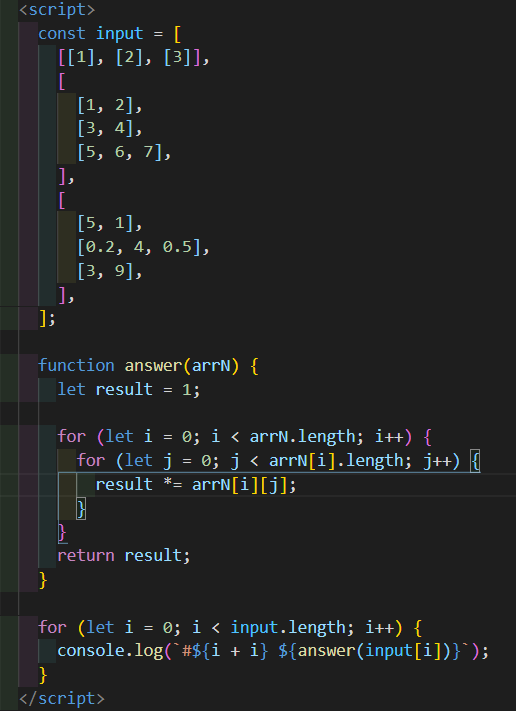 <script>
const input = [
[[1], [2], [3]],
[
[1, 2],
[3, 4],
[5, 6, 7],
],
[
[5, 1],
[0.2, 4, 0.5],
[3, 9],
],
];
function answer(arrN) {
let result = 1;
for (let i = 0; i < arrN.length; i++) {
for (let j = 0; j < arrN[i].length; j++) {
result *= arrN[i][j];
}
}
return result;
}
for (let i = 0; i < input.length; i++) {
console.log(`#${i + i} ${answer(input[i])}`);
}
</script>